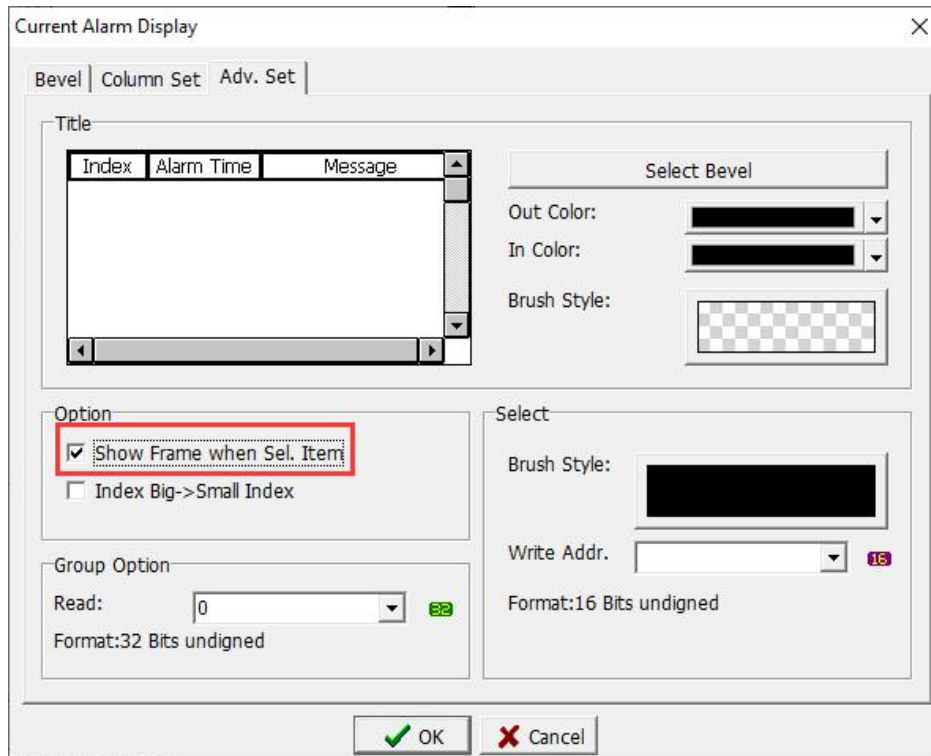 Current Alarm Display
Bevel Column Set Adv. Set
Title
Index Alarm Time Message
Select Bevel
Out Color:
In Color:
Brush Style:
Option
Show Frame when Sel. Item
Index Big->Small Index
Group Option
Read: 0 32
Format:32 Bits undigned
Select
Brush Style:
Write Addr. 16
Format:16 Bits undigned
OK Cancel